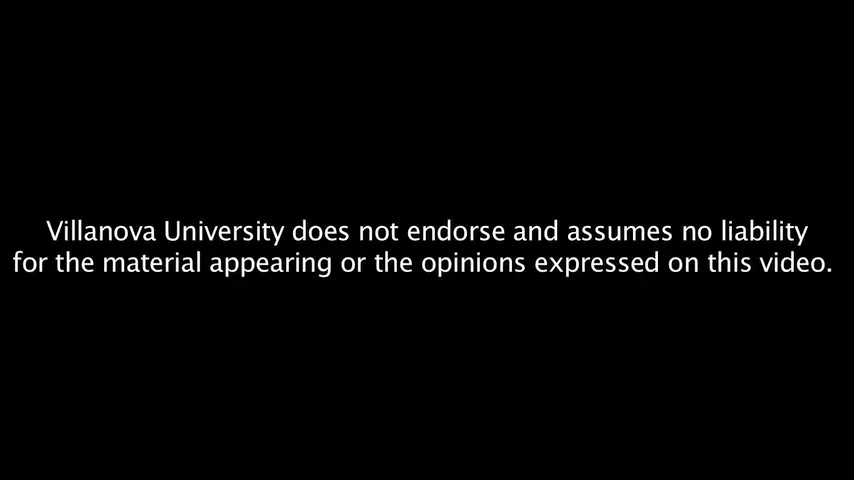 Villanova University does not endorse and assumes no liability
for the material appearing or the opinions expressed on this video.